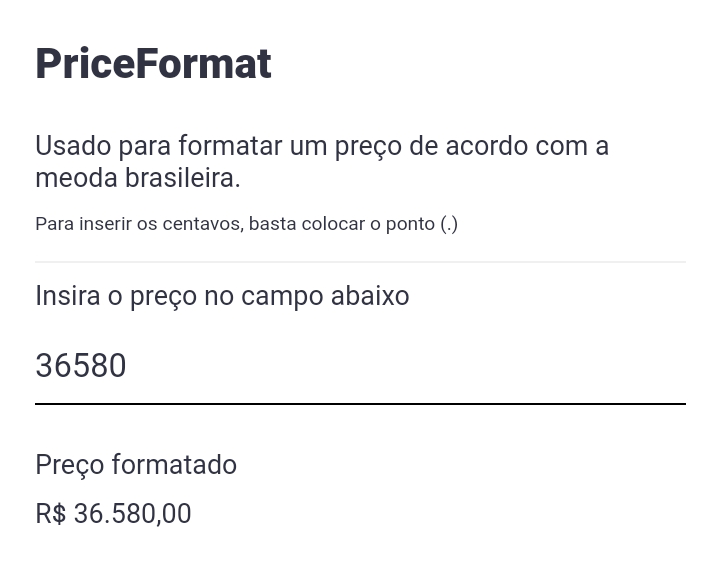 PriceFormat
Usado para formatar um preço de acordo com a
meoda brasileira.
Para inserir os centavos, basta colocar o ponto (.)
Insira o preço no campo abaixo
36580
Preço formatado
R$ 36.580,00